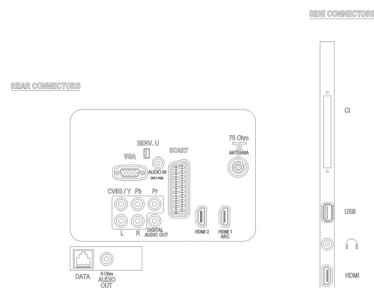 SIDE CONNECTORS
REAR CONNECTORS
CI
75 Ohm
ANTENNA
SERV. U
SCART
VGA
AUDIO IN
CVBS / Y Pb Pr
USB
L R DIGITAL
AUDIO OUT
HDMI 2
HDMI 1
ARC
HDMI
DATA
8 Ohm
AUDIO
OUT